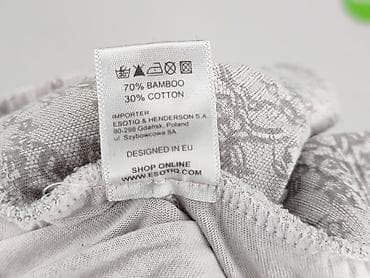 70% BAMBOO
30% COTTON
IMPORTER
ESOTIQ & HENDERSON S.A.
80-298 Gdańsk, Poland
ul. Szybowcowa 8A
DESIGNED IN EU
SHOP ONLINE
WWW.ESOTIQ.COM